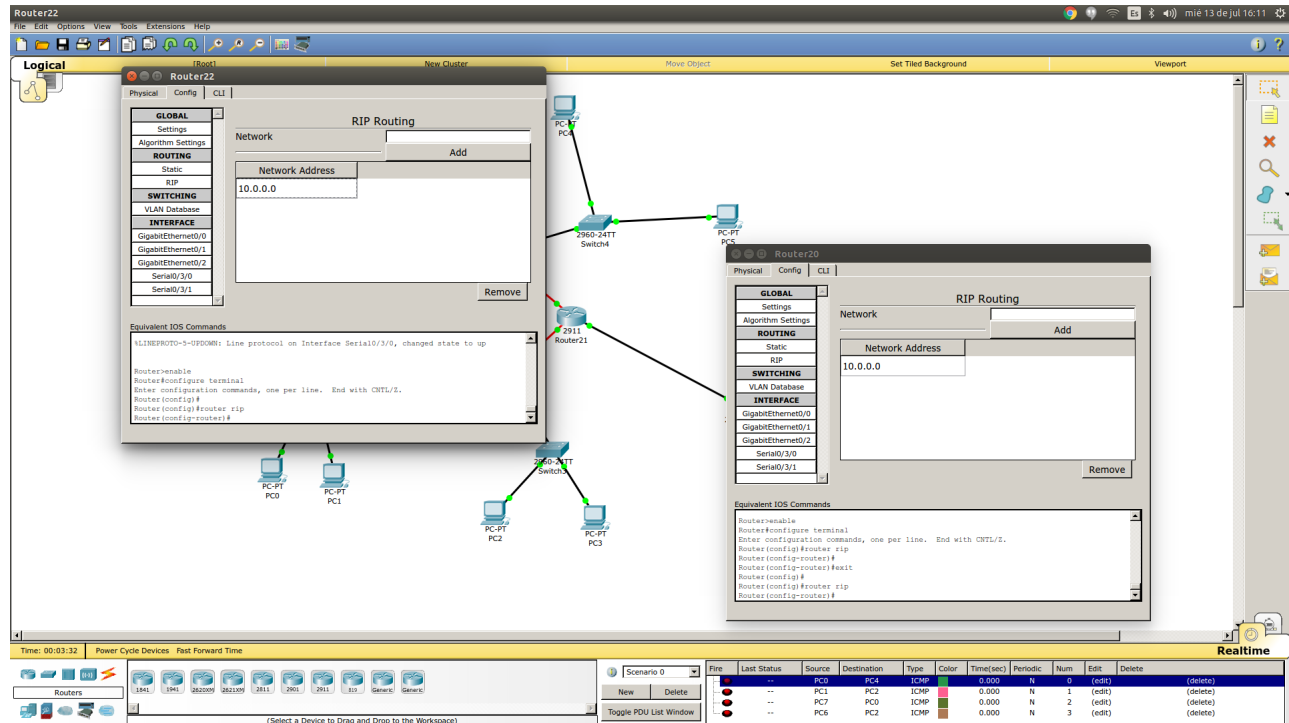 Router22
Es mié 13 de jul 16:11
File Edit Options View Tools Extensions Help
Logical [Root] New Cluster Move Object Set Tiled Background Viewport
Router22
Physical Config CLI
GLOBAL
Settings
Algorithm Settings
ROUTING
Static
RIP
SWITCHING
VLAN Database
INTERFACE
GigabitEthernet0/0
GigabitEthernet0/1
GigabitEthernet0/2
Serial0/3/0
Serial0/3/1
RIP Routing
Network
Add
Network Address
10.0.0.0
Remove
Equivalent IOS Commands
%LINEPROTO-5-UPDOWN: Line protocol on Interface Serial0/3/0, changed state to up
Router>enable
Router#configure terminal
Enter configuration commands, one per line. End with CNTL/Z.
Router(config)#
Router(config)#router rip
Router(config-router)#
PC-PT
PC4
2960-24TT
Switch4
PC-PT
PC5
2911
Router21
Router20
Physical Config CLI
GLOBAL
Settings
Algorithm Settings
ROUTING
Static
RIP
SWITCHING
VLAN Database
INTERFACE
GigabitEthernet0/0
GigabitEthernet0/1
GigabitEthernet0/2
Serial0/3/0
Serial0/3/1
RIP Routing
Network
Add
Network Address
10.0.0.0
Remove
Equivalent IOS Commands
Router>enable
Router#configure terminal
Enter configuration commands, one per line. End with CNTL/Z.
Router(config)#router rip
Router(config-router)#
Router(config-router)#exit
Router(config)#
Router(config)#router rip
Router(config-router)#
PC-PT
PC0
PC-PT
PC1
2960-24TT
Switch3
PC-PT
PC2
PC-PT
PC3
Time: 00:03:32 Power Cycle Devices Fast Forward Time
Realtime
Routers
1841 1941 2620XM 2621XM 2811 2901 2911 819 Generic Generic
(Select a Device to Drag and Drop to the Workspace)
Scenario 0
New Delete
Toggle PDU List Window
Fire Last Status Source Destination Type Color Time(sec) Periodic Num Edit Delete
-- PC0 PC4 ICMP 0.000 N 0 (edit) (delete)
-- PC1 PC2 ICMP 0.000 N 1 (edit) (delete)
-- PC7 PC0 ICMP 0.000 N 2 (edit) (delete)
-- PC6 PC2 ICMP 0.000 N 3 (edit) (delete)